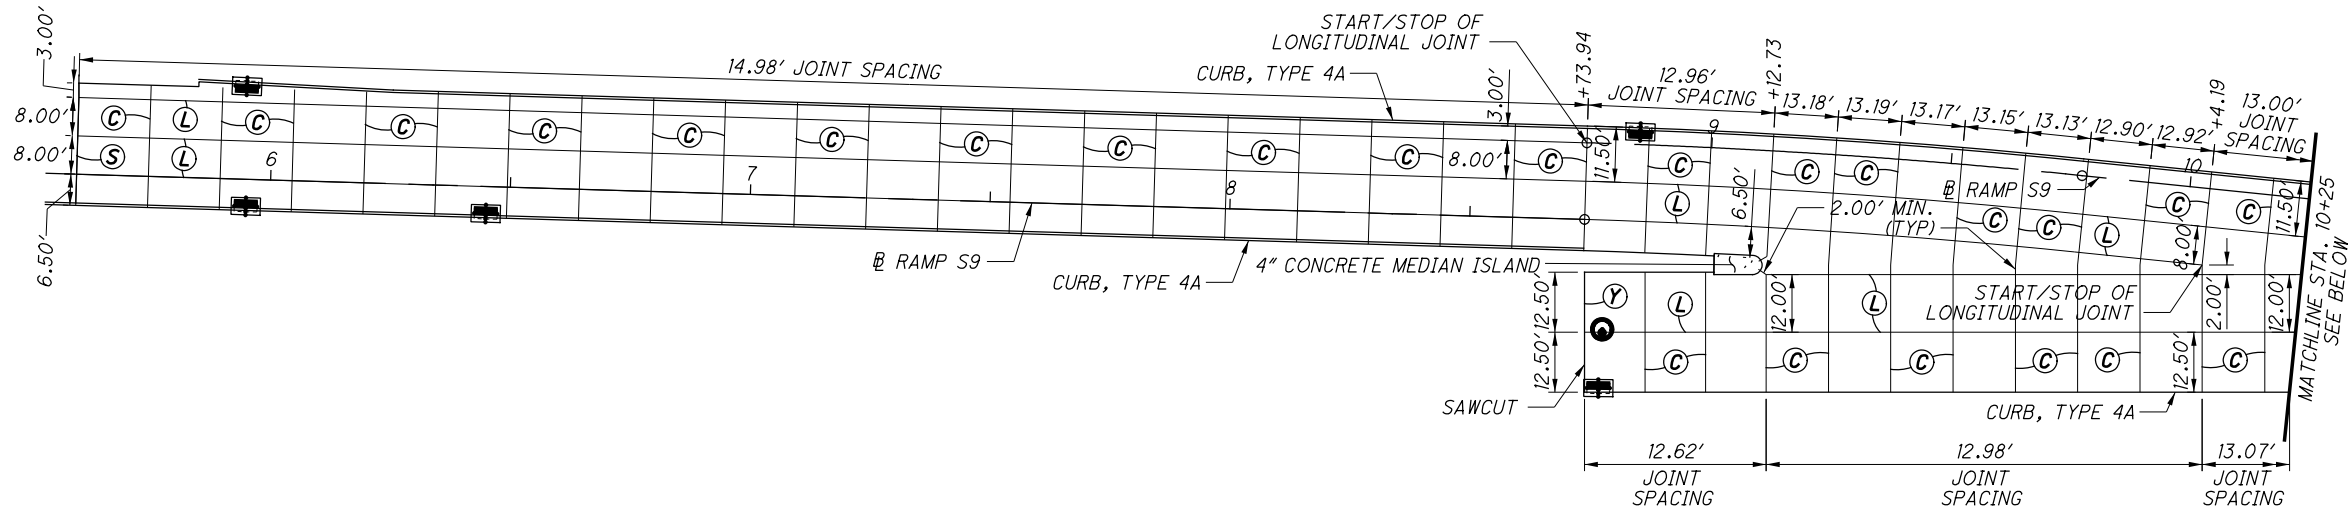 START/STOP OF
LONGITUDINAL JOINT
3.00'
14.98' JOINT SPACING
CURB, TYPE 4A
+73.94
12.96'
JOINT SPACING
+12.73
13.18'
13.19'
13.17'
13.15'
13.13'
12.90'
12.92'
+4.19
13.00'
JOINT
SPACING
8.00'
8.00'
6.50'
C
L
C
C
C
C
C
C
C
C
C
C
S
L
6
7
8
9
10
3.00'
8.00'
11.50'
C
L
6.50'
C
C
C
C
L
C
C
11.50'
8.00'
2.00' MIN.
(TYP)
B RAMP S9
B RAMP S9
CURB, TYPE 4A
4" CONCRETE MEDIAN ISLAND
12.50'
12.50'
Y
L
C
12.00'
L
C
C
C
C
C
START/STOP OF
LONGITUDINAL JOINT
2.00'
12.00'
12.50'
SAWCUT
CURB, TYPE 4A
MATCHLINE STA. 10+25
SEE BELOW
12.62'
JOINT
SPACING
12.98'
JOINT
SPACING
13.07'
JOINT
SPACING